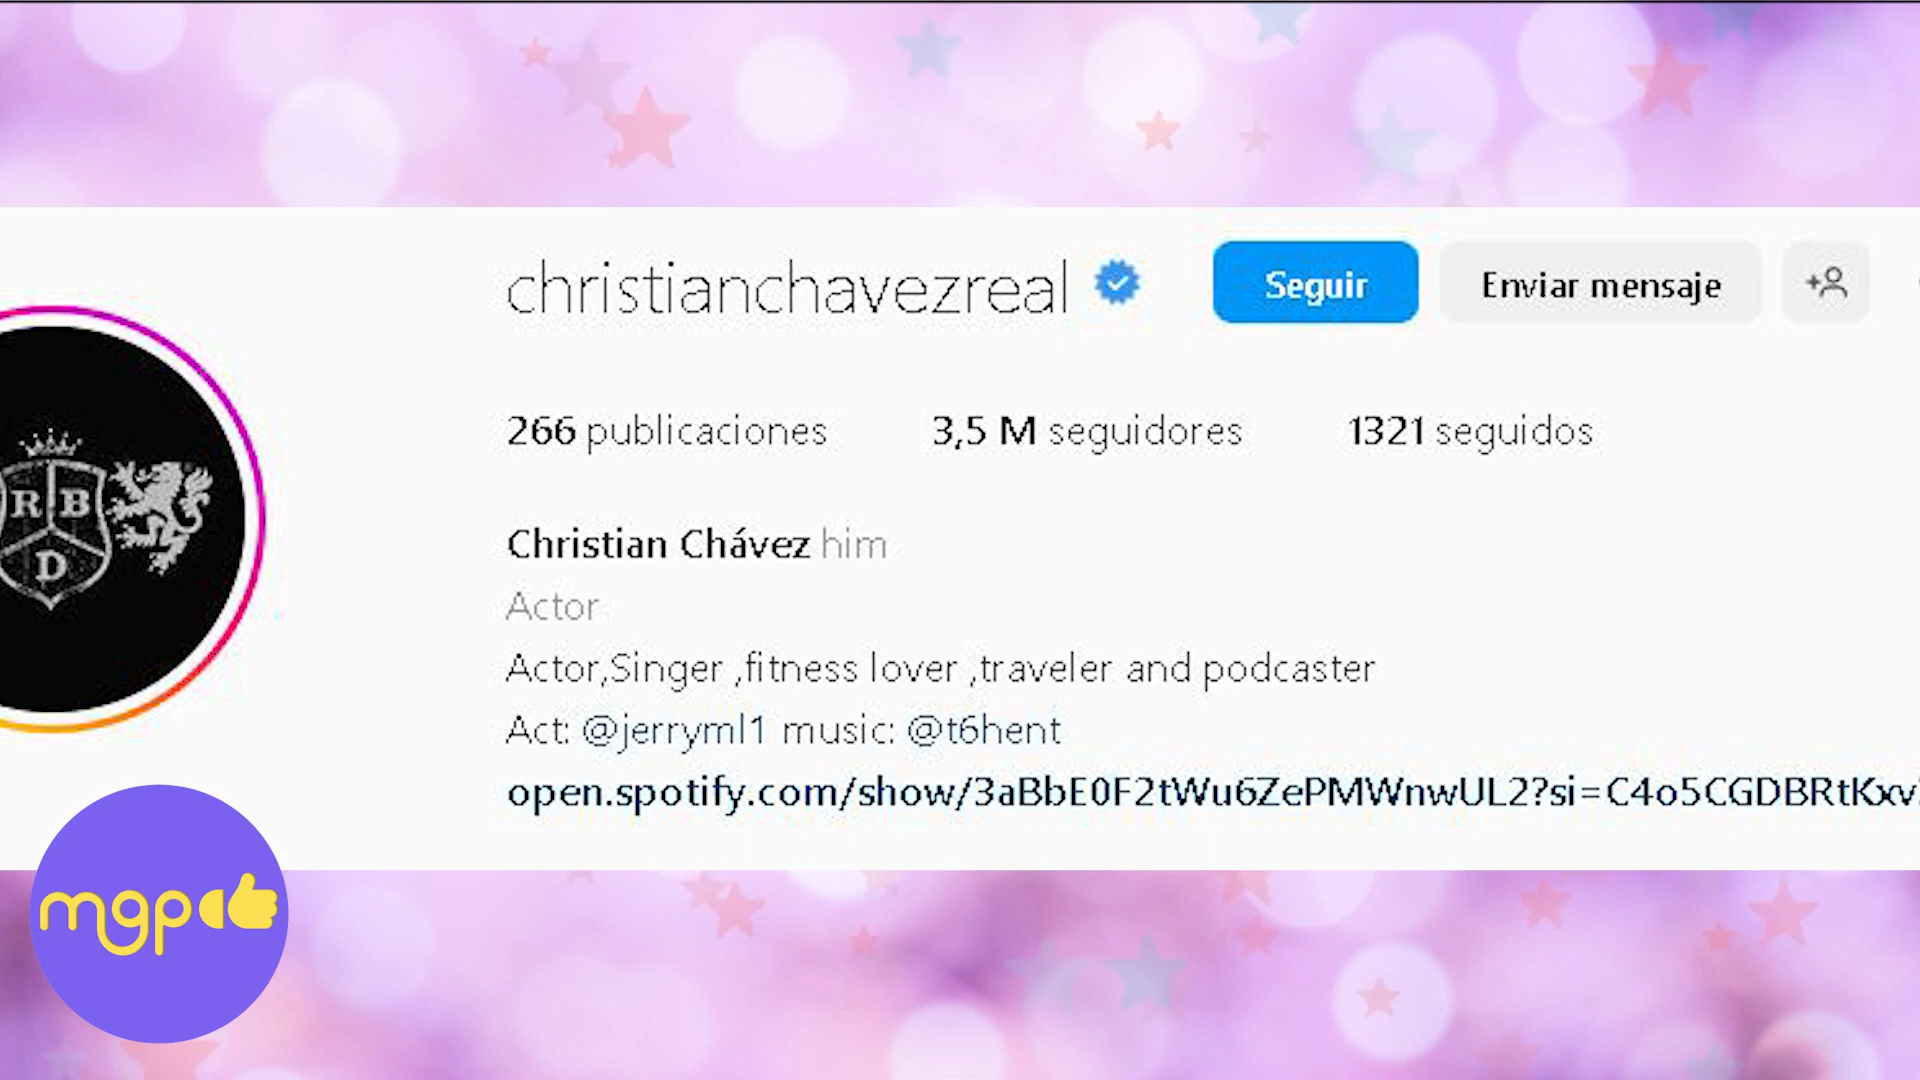 christianchavezreal
Seguir
Enviar mensaje
266 publicaciones
3,5 M seguidores
1321 seguidos
Christian Chávez him
Actor
Actor,Singer ,fitness lover ,traveler and podcaster
Act: @jerryml1 music: @t6hent
open.spotify.com/show/3aBbE0F2tWu6ZePMWnwUL2?si=C4o5CGDBRtKxv
R B
D
mgp